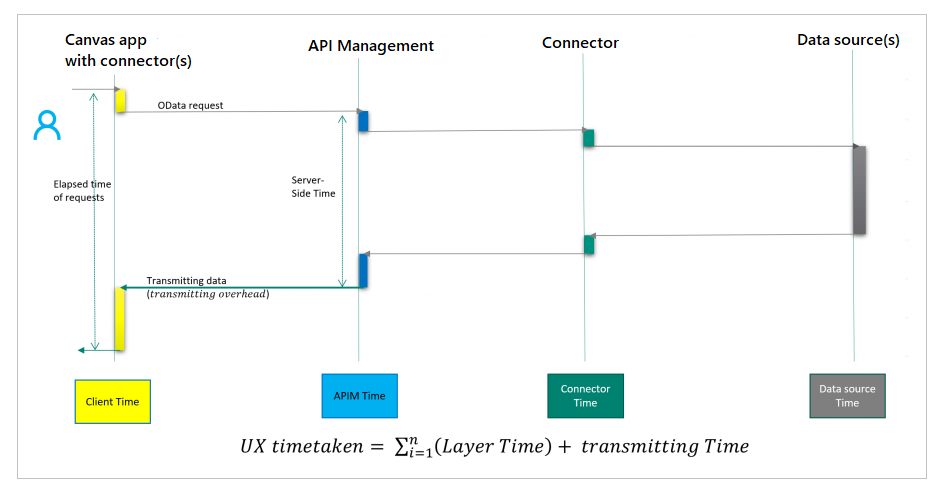 Canvas app
with connector(s)
API Management
Connector
Data source(s)
OData request
Elapsed time
of requests
Server-
Side Time
Transmitting data
(transmitting overhead)
Client Time
APIM Time
Connector
Time
Data source
Time
UX timetaken = ∑ⁿᵢ₌₁(Layer Time) + transmitting Time